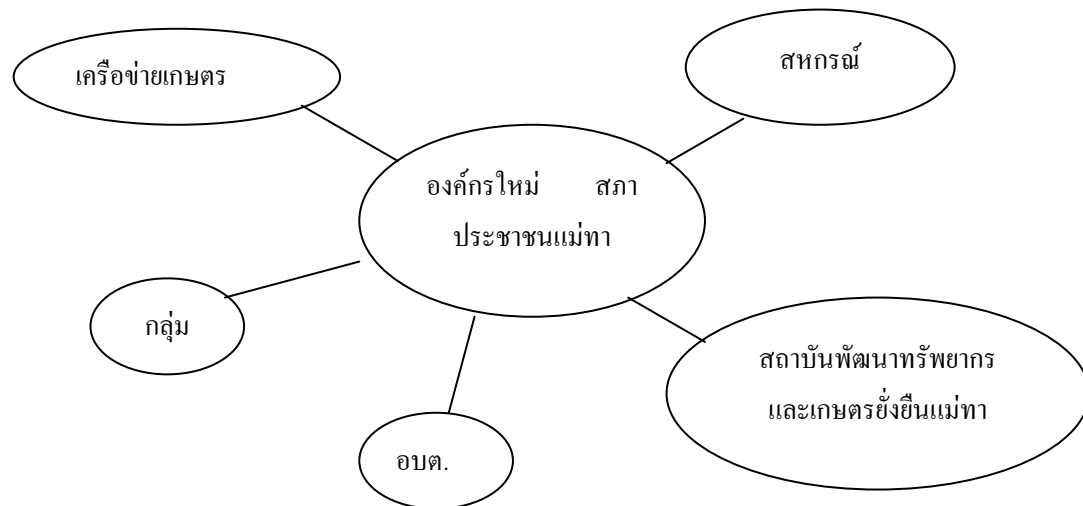 เครือข่ายเกษตร
สหกรณ์
องค์กรใหม่ สภา
ประชาชนแม่ทา
กลุ่ม
สถาบันพัฒนาทรัพยากร
และเกษตรยั่งยืนแม่ทา
อบต.